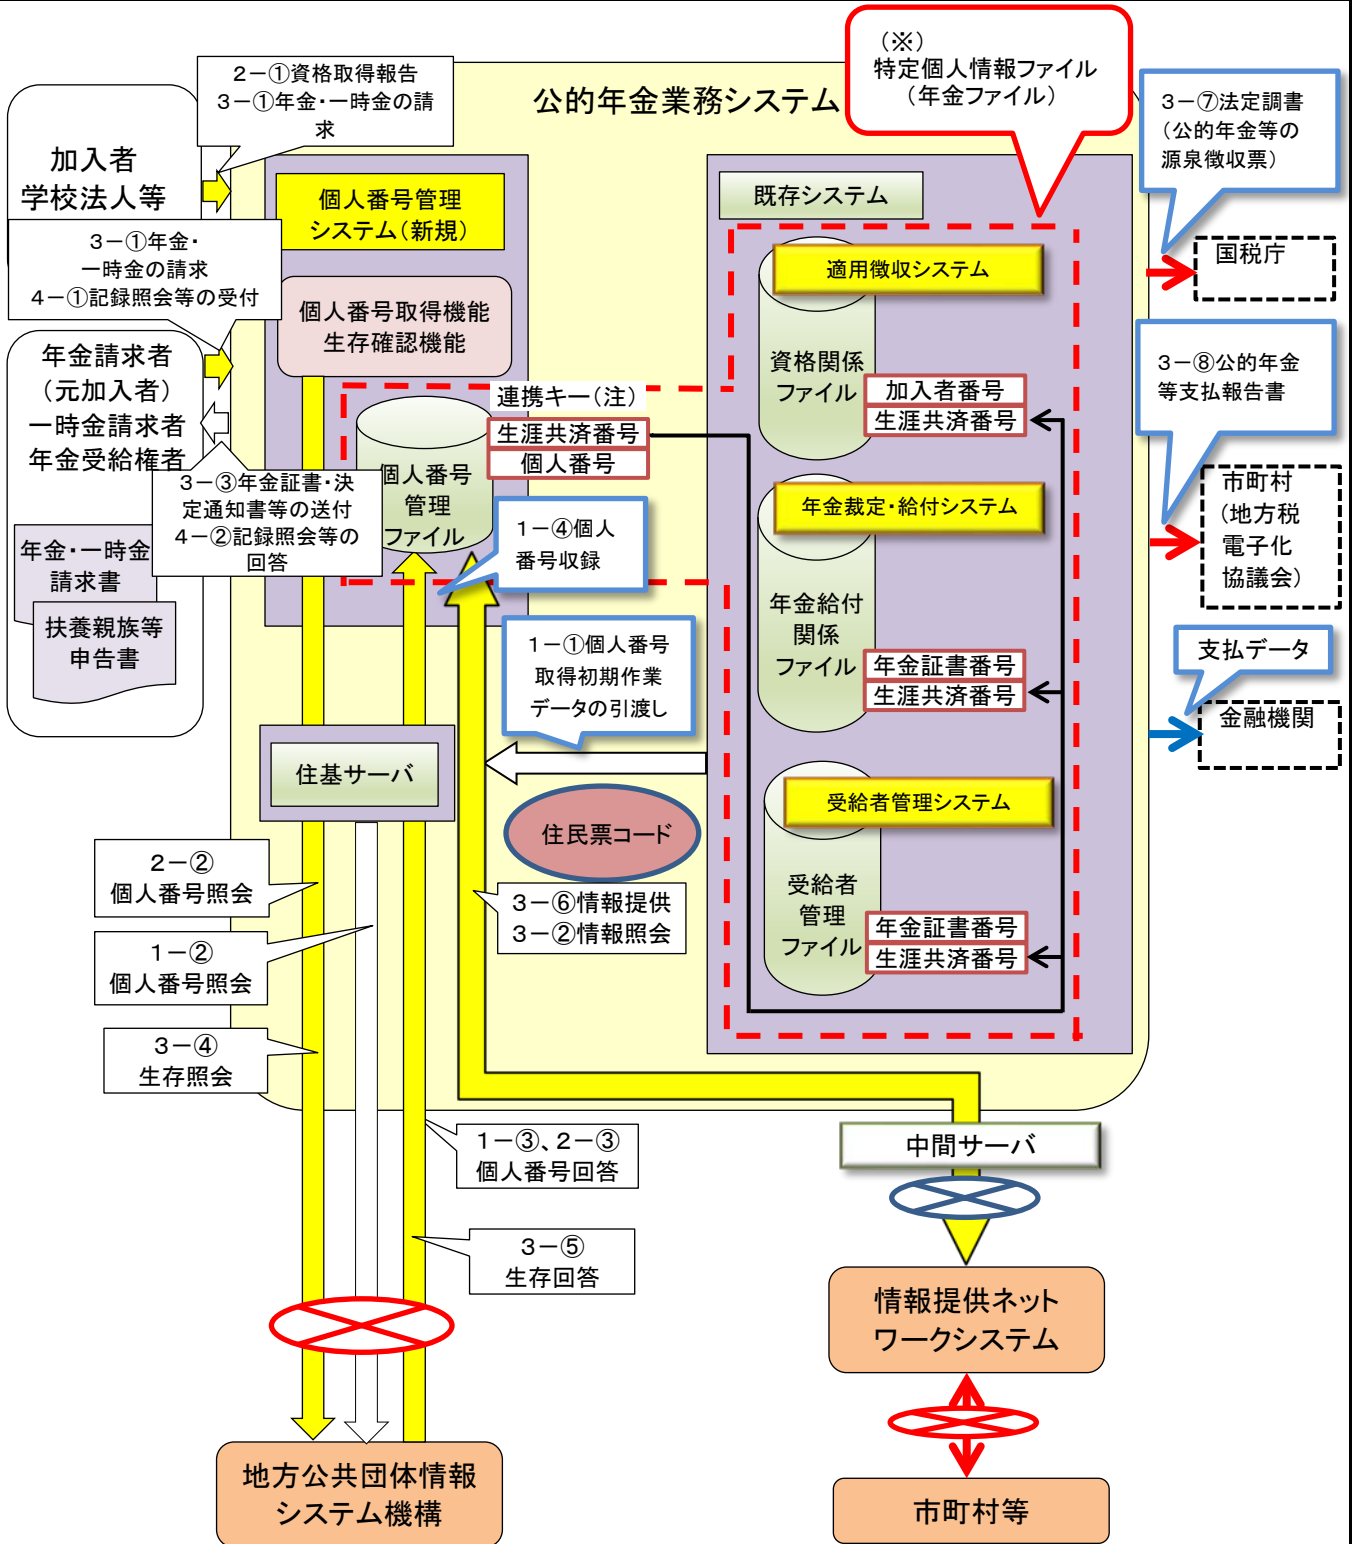 (※)
特定個人情報ファイル
(年金ファイル)
2-①資格取得報告
3-①年金・一時金の請
求
公的年金業務システム
3-⑦法定調書
(公的年金等の
源泉徴収票)
加入者
学校法人等
個人番号管理
システム(新規)
既存システム
3-①年金・
一時金の請求
4-①記録照会等の受付
国税庁
適用徴収システム
個人番号取得機能
生存確認機能
資格関係
ファイル
加入者番号
生涯共済番号
3-⑧公的年金
等支払報告書
年金請求者
(元加入者)
一時金請求者
年金受給権者
連携キー(注)
生涯共済番号
個人番号
個人番号
管理
ファイル
3-③年金証書・決
定通知書等の送付
4-②記録照会等の
回答
市町村
(地方税
電子化
協議会)
年金裁定・給付システム
1-④個人
番号収録
年金・一時金
請求書
扶養親族等
申告書
年金給付
関係
ファイル
年金証書番号
生涯共済番号
1-①個人番号
取得初期作業
データの引渡し
支払データ
金融機関
住基サーバ
受給者管理システム
住民票コード
2-②
個人番号照会
受給者
管理
ファイル
年金証書番号
生涯共済番号
3-⑥情報提供
3-②情報照会
1-②
個人番号照会
3-④
生存照会
1-③、2-③
個人番号回答
中間サーバ
3-⑤
生存回答
情報提供ネット
ワークシステム
地方公共団体情報
システム機構
市町村等